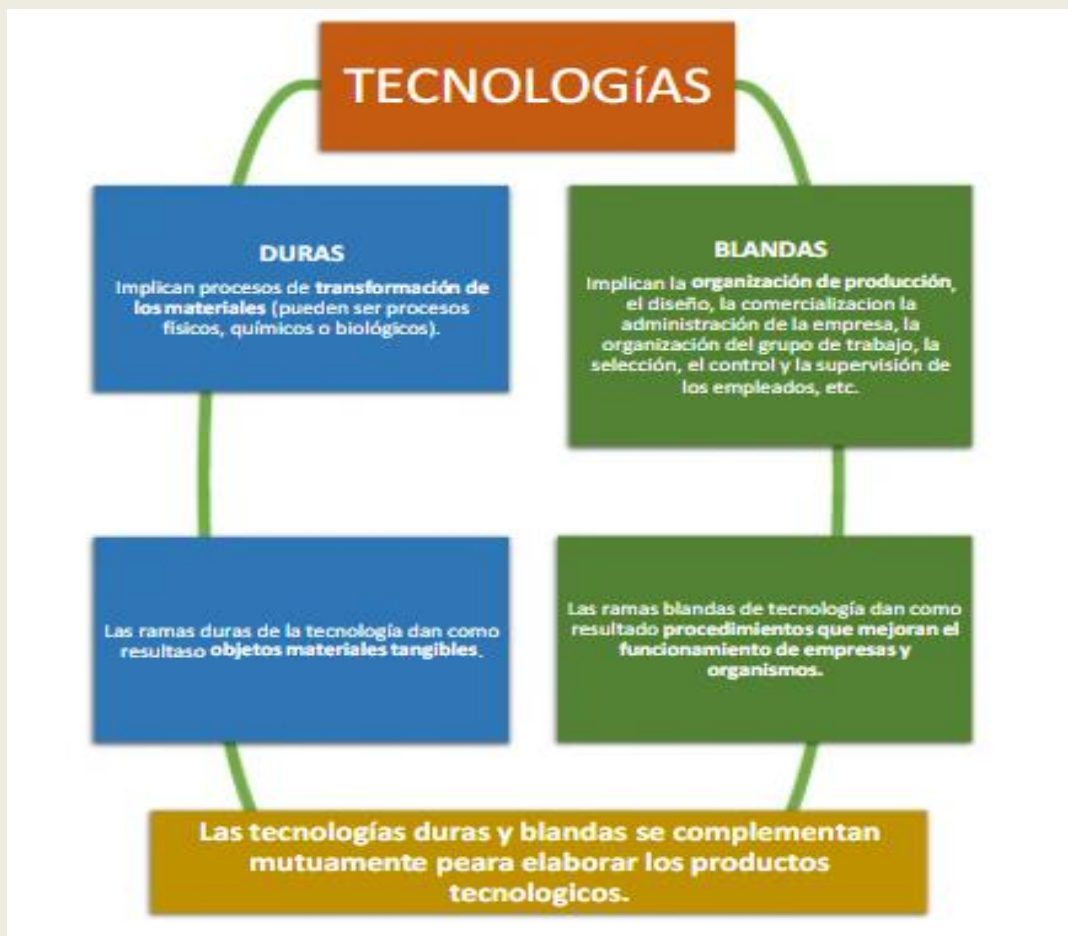 TECNOLOGíAS
DURAS
Implican procesos de transformación de
los materiales (pueden ser procesos
físicos, químicos o biológicos).
BLANDAS
Implican la organización de producción,
el diseño, la comercializacion la
administración de la empresa, la
organización del grupo de trabajo, la
selección, el control y la supervisión de
los empleados, etc.
Las ramas duras de la tecnología dan como
resultaso objetos materiales tangibles.
Las ramas blandas de tecnología dan como
resultado procedimientos que mejoran el
funcionamiento de empresas y
organismos.
Las tecnologías duras y blandas se complementan
mutuamente peara elaborar los productos
tecnologicos.